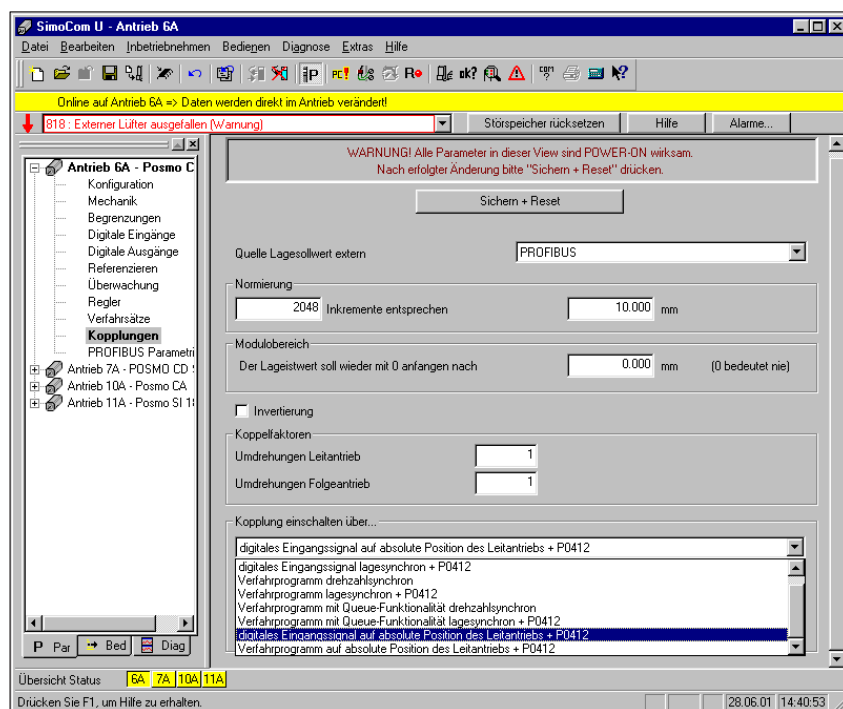 SimoCom U - Antrieb 6A
Datei Bearbeiten Inbetriebnehmen Bedienen Diagnose Extras Hilfe
Online auf Antrieb 6A => Daten werden direkt im Antrieb verändert!
818 : Externer Lüfter ausgefallen (Warnung) Störspeicher rücksetzen Hilfe Alarme...
Antrieb 6A - Posmo C
Konfiguration
Mechanik
Begrenzungen
Digitale Eingänge
Digitale Ausgänge
Referenzieren
Überwachung
Regler
Verfahrsätze
Kopplungen
PROFIBUS Parametri
Antrieb 7A - POSMO CD
Antrieb 10A - Posmo CA
Antrieb 11A - Posmo SI 18
P Par Bed Diag
WARNUNG! Alle Parameter in dieser View sind POWER-ON wirksam.
Nach erfolgter Änderung bitte "Sichern + Reset" drücken.
Sichern + Reset
Quelle Lagesollwert extern PROFIBUS
Normierung
2048 Inkremente entsprechen 10.000 mm
Modulobereich
Der Lageistwert soll wieder mit 0 anfangen nach 0.000 mm (0 bedeutet nie)
Invertierung
Koppelfaktoren
Umdrehungen Leitantrieb 1
Umdrehungen Folgeantrieb 1
Kopplung einschalten über...
digitales Eingangssignal auf absolute Position des Leitantriebs + P0412
digitales Eingangssignal lagesynchron + P0412
Verfahrprogramm drehzahlsynchron
Verfahrprogramm lagesynchron + P0412
Verfahrprogramm mit Queue-Funktionalität drehzahlsynchron
Verfahrprogramm mit Queue-Funktionalität lagesynchron + P0412
digitales Eingangssignal auf absolute Position des Leitantriebs + P0412
Verfahrprogramm auf absolute Position des Leitantriebs + P0412
Übersicht Status 6A 7A 10A 11A
Drücken Sie F1, um Hilfe zu erhalten. 28.06.01 14:40:53